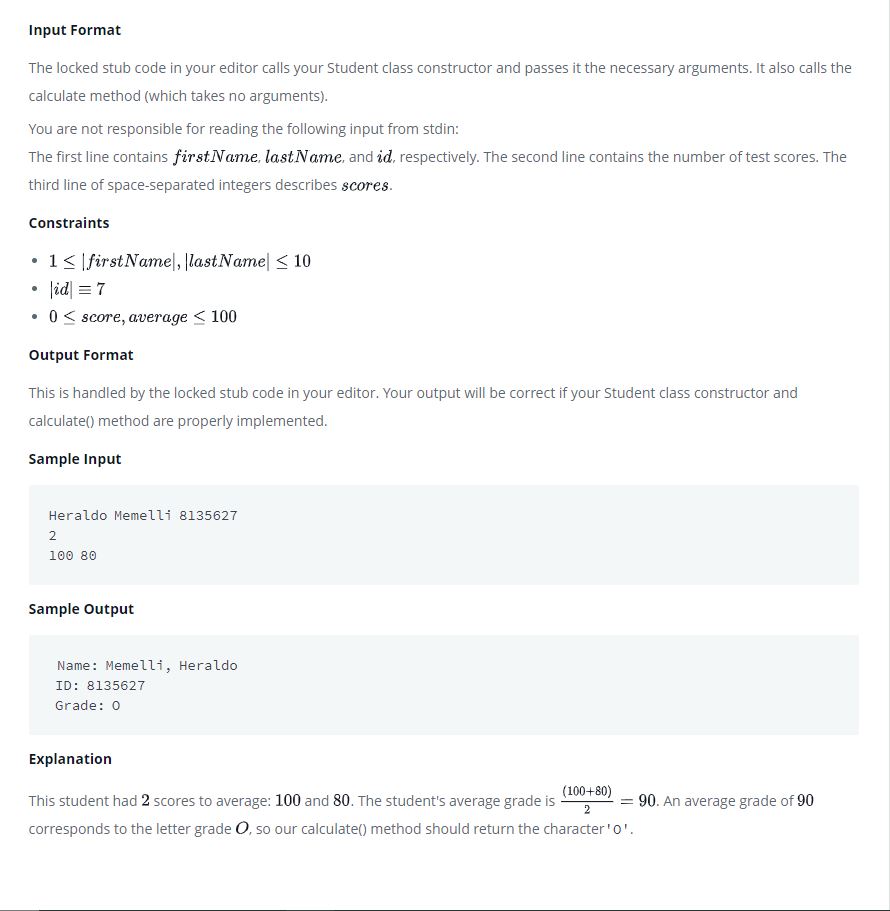 Input Format
The locked stub code in your editor calls your Student class constructor and passes it the necessary arguments. It also calls the
calculate method (which takes no arguments).
You are not responsible for reading the following input from stdin:
The first line contains firstName, lastName, and id, respectively. The second line contains the number of test scores. The
third line of space-separated integers describes scores.
Constraints
• 1 ≤ |firstName|, |lastName| ≤ 10
• |id| ≡ 7
• 0 ≤ score, average ≤ 100
Output Format
This is handled by the locked stub code in your editor. Your output will be correct if your Student class constructor and
calculate() method are properly implemented.
Sample Input
Heraldo Memelli 8135627
2
100 80
Sample Output
Name: Memelli, Heraldo
ID: 8135627
Grade: O
Explanation
This student had 2 scores to average: 100 and 80. The student's average grade is (100+80)/2 = 90. An average grade of 90
corresponds to the letter grade O, so our calculate() method should return the character'O'.